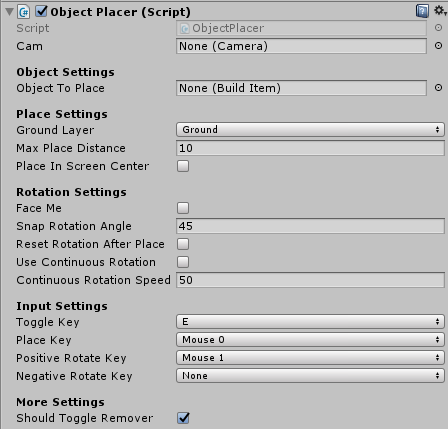 Object Placer (Script)
Script ObjectPlacer
Cam None (Camera)
Object Settings
Object To Place None (Build Item)
Place Settings
Ground Layer Ground
Max Place Distance 10
Place In Screen Center
Rotation Settings
Face Me
Snap Rotation Angle 45
Reset Rotation After Place
Use Continuous Rotation
Continuous Rotation Speed 50
Input Settings
Toggle Key E
Place Key Mouse 0
Positive Rotate Key Mouse 1
Negative Rotate Key None
More Settings
Should Toggle Remover